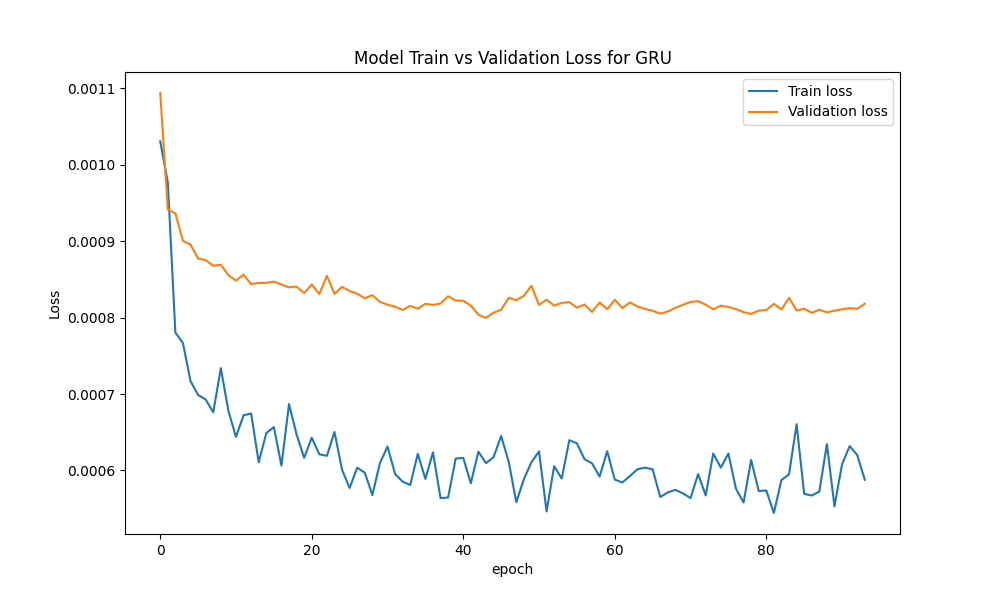 Model Train vs Validation Loss for GRU
Train loss
Validation loss
0.0011
0.0010
0.0009
0.0008
0.0007
0.0006
Loss
0 20 40 60 80
epoch